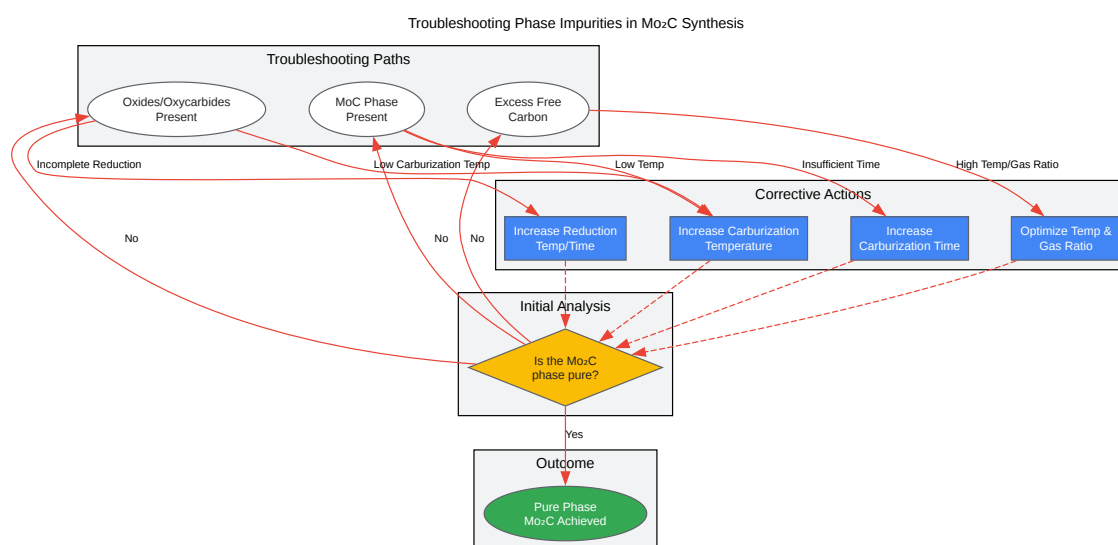 Troubleshooting Phase Impurities in Mo₂C Synthesis
Troubleshooting Paths
Oxides/Oxycarbides
Present
MoC Phase
Present
Excess Free
Carbon
Incomplete Reduction
Low Carburization Temp
Low Temp
Insufficient Time
High Temp/Gas Ratio
Corrective Actions
Increase Reduction
Temp/Time
Increase Carburization
Temperature
Increase
Carburization Time
Optimize Temp &
Gas Ratio
No
No
No
Initial Analysis
Is the Mo₂C
phase pure?
Yes
Outcome
Pure Phase
Mo₂C Achieved